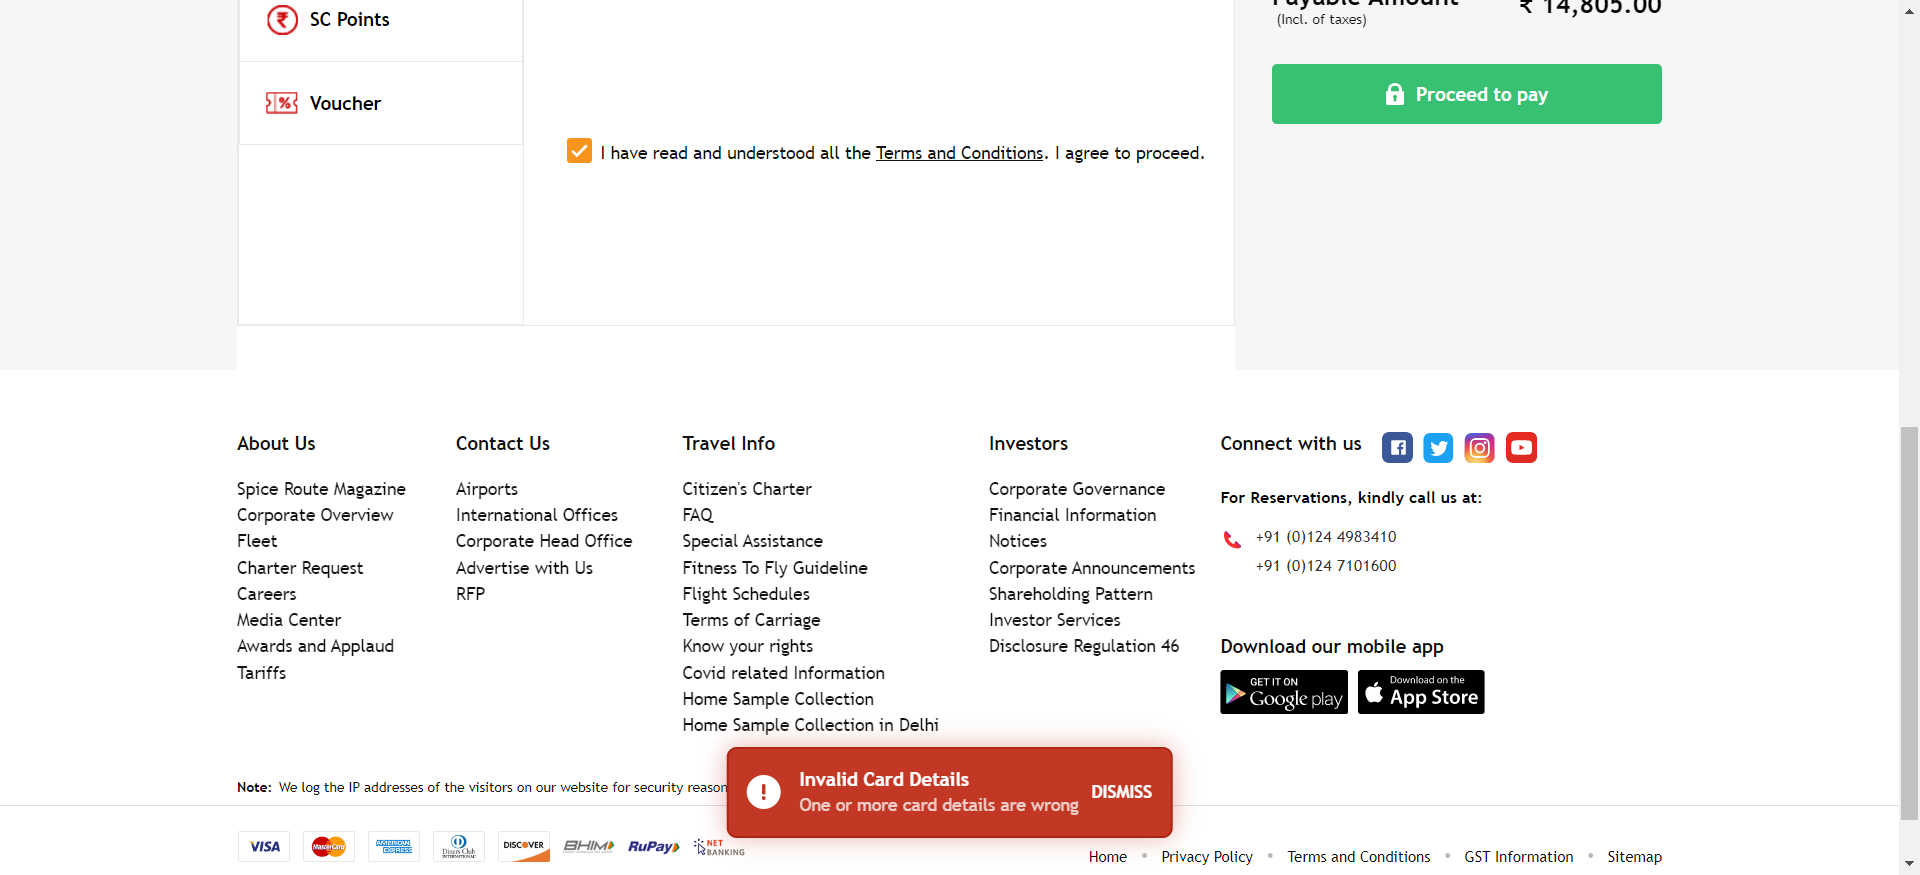 SC Points
Voucher
I have read and understood all the Terms and Conditions. I agree to proceed.
Payable Amount ₹ 14,805.00
(Incl. of taxes)
Proceed to pay
About Us
Spice Route Magazine
Corporate Overview
Fleet
Charter Request
Careers
Media Center
Awards and Applaud
Tariffs
Contact Us
Airports
International Offices
Corporate Head Office
Advertise with Us
RFP
Travel Info
Citizen's Charter
FAQ
Special Assistance
Fitness To Fly Guideline
Flight Schedules
Terms of Carriage
Know your rights
Covid related Information
Home Sample Collection
Home Sample Collection in Delhi
Investors
Corporate Governance
Financial Information
Notices
Corporate Announcements
Shareholding Pattern
Investor Services
Disclosure Regulation 46
Connect with us
For Reservations, kindly call us at:
+91 (0)124 4983410
+91 (0)124 7101600
Download our mobile app
GET IT ON
Google play
Download on the
App Store
Note: We log the IP addresses of the visitors on our website for security reason
Invalid Card Details
One or more card details are wrong
DISMISS
VISA
MasterCard
AMERICAN EXPRESS
Diners Club
INTERNATIONAL
DISCOVER
BHIM
RuPay
NET
BANKING
Home • Privacy Policy • Terms and Conditions • GST Information • Sitemap